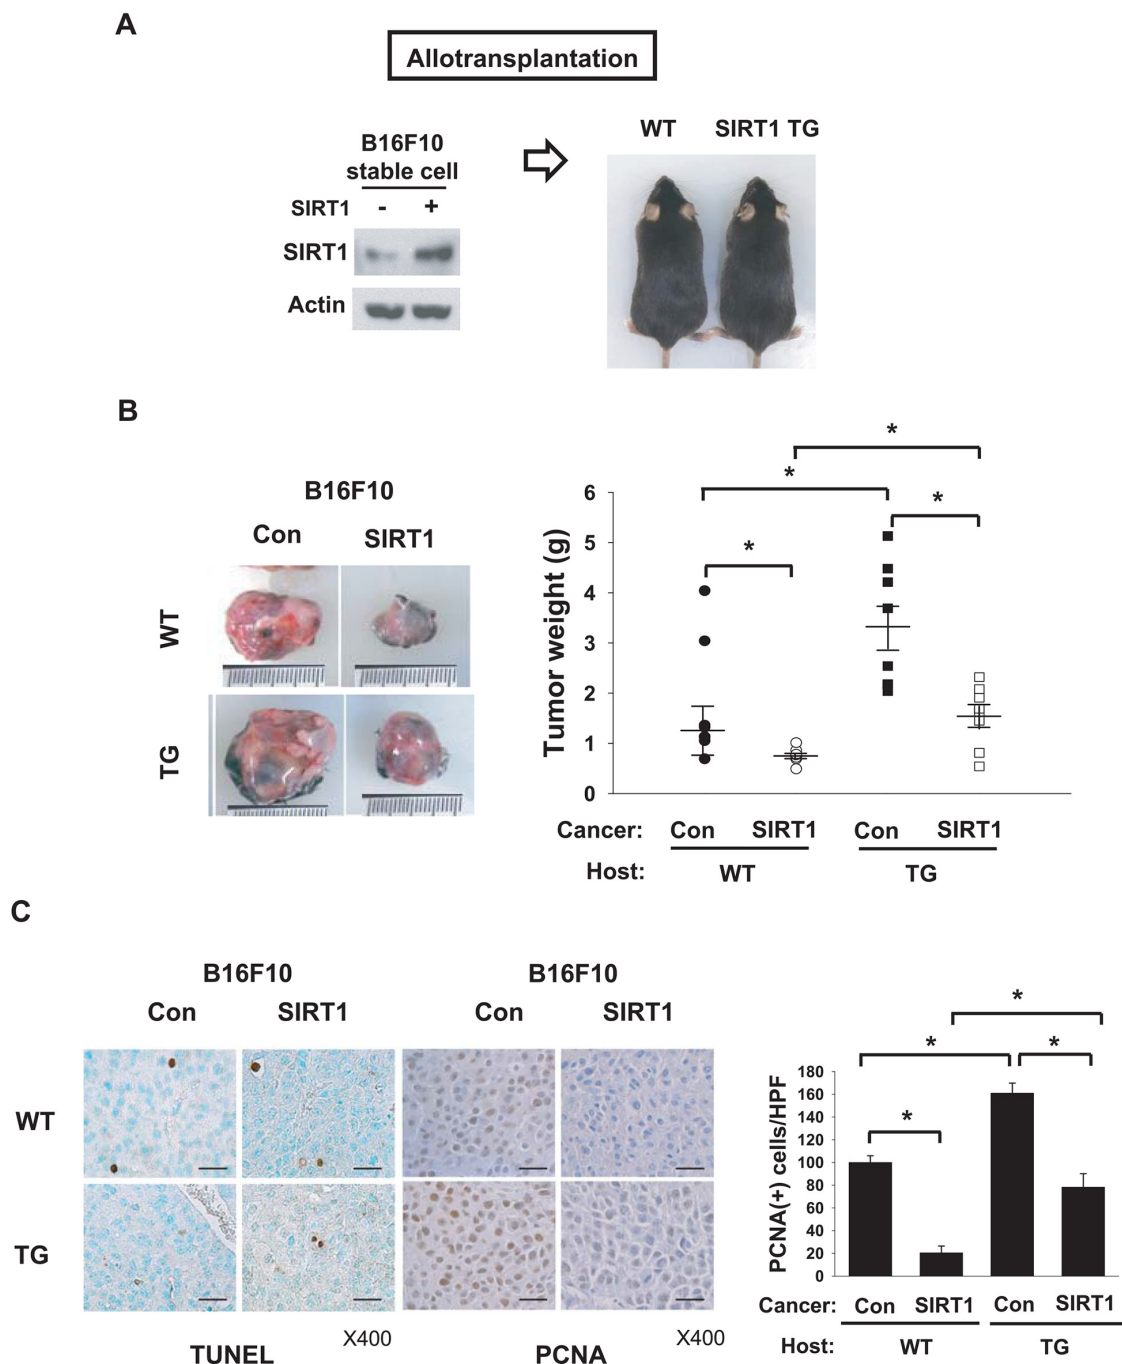 A
Allotransplantation
B16F10
stable cell
SIRT1 - +
SIRT1
Actin
WT SIRT1 TG
B
B16F10
Con SIRT1
WT
TG
* * * *
Tumor weight (g)
6
5
4
3
2
1
0
Cancer: Con SIRT1 Con SIRT1
Host: WT TG
C
B16F10 B16F10
Con SIRT1 Con SIRT1
WT
TG
TUNEL X400 PCNA X400
* * * *
PCNA(+) cells/HPF
180
160
140
120
100
80
60
40
20
0
Cancer: Con SIRT1 Con SIRT1
Host: WT TG